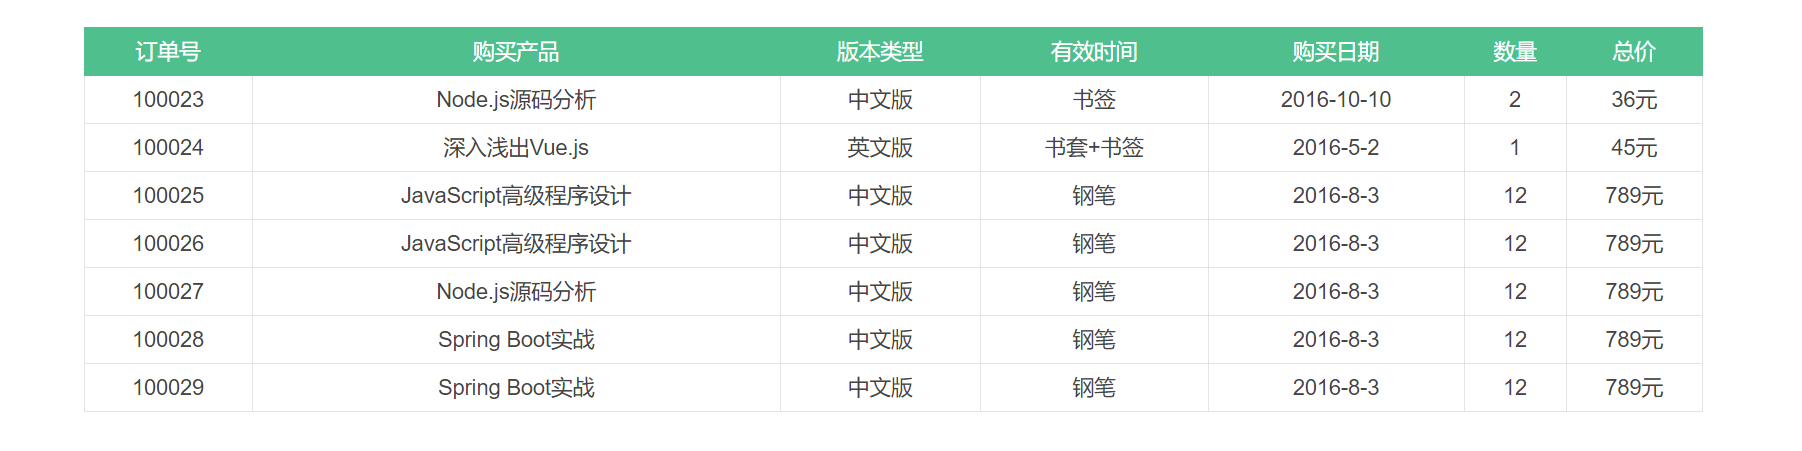 订单号 购买产品 版本类型 有效时间 购买日期 数量 总价
100023 Node.js源码分析 中文版 书签 2016-10-10 2 36元
100024 深入浅出Vue.js 英文版 书套+书签 2016-5-2 1 45元
100025 JavaScript高级程序设计 中文版 钢笔 2016-8-3 12 789元
100026 JavaScript高级程序设计 中文版 钢笔 2016-8-3 12 789元
100027 Node.js源码分析 中文版 钢笔 2016-8-3 12 789元
100028 Spring Boot实战 中文版 钢笔 2016-8-3 12 789元
100029 Spring Boot实战 中文版 钢笔 2016-8-3 12 789元